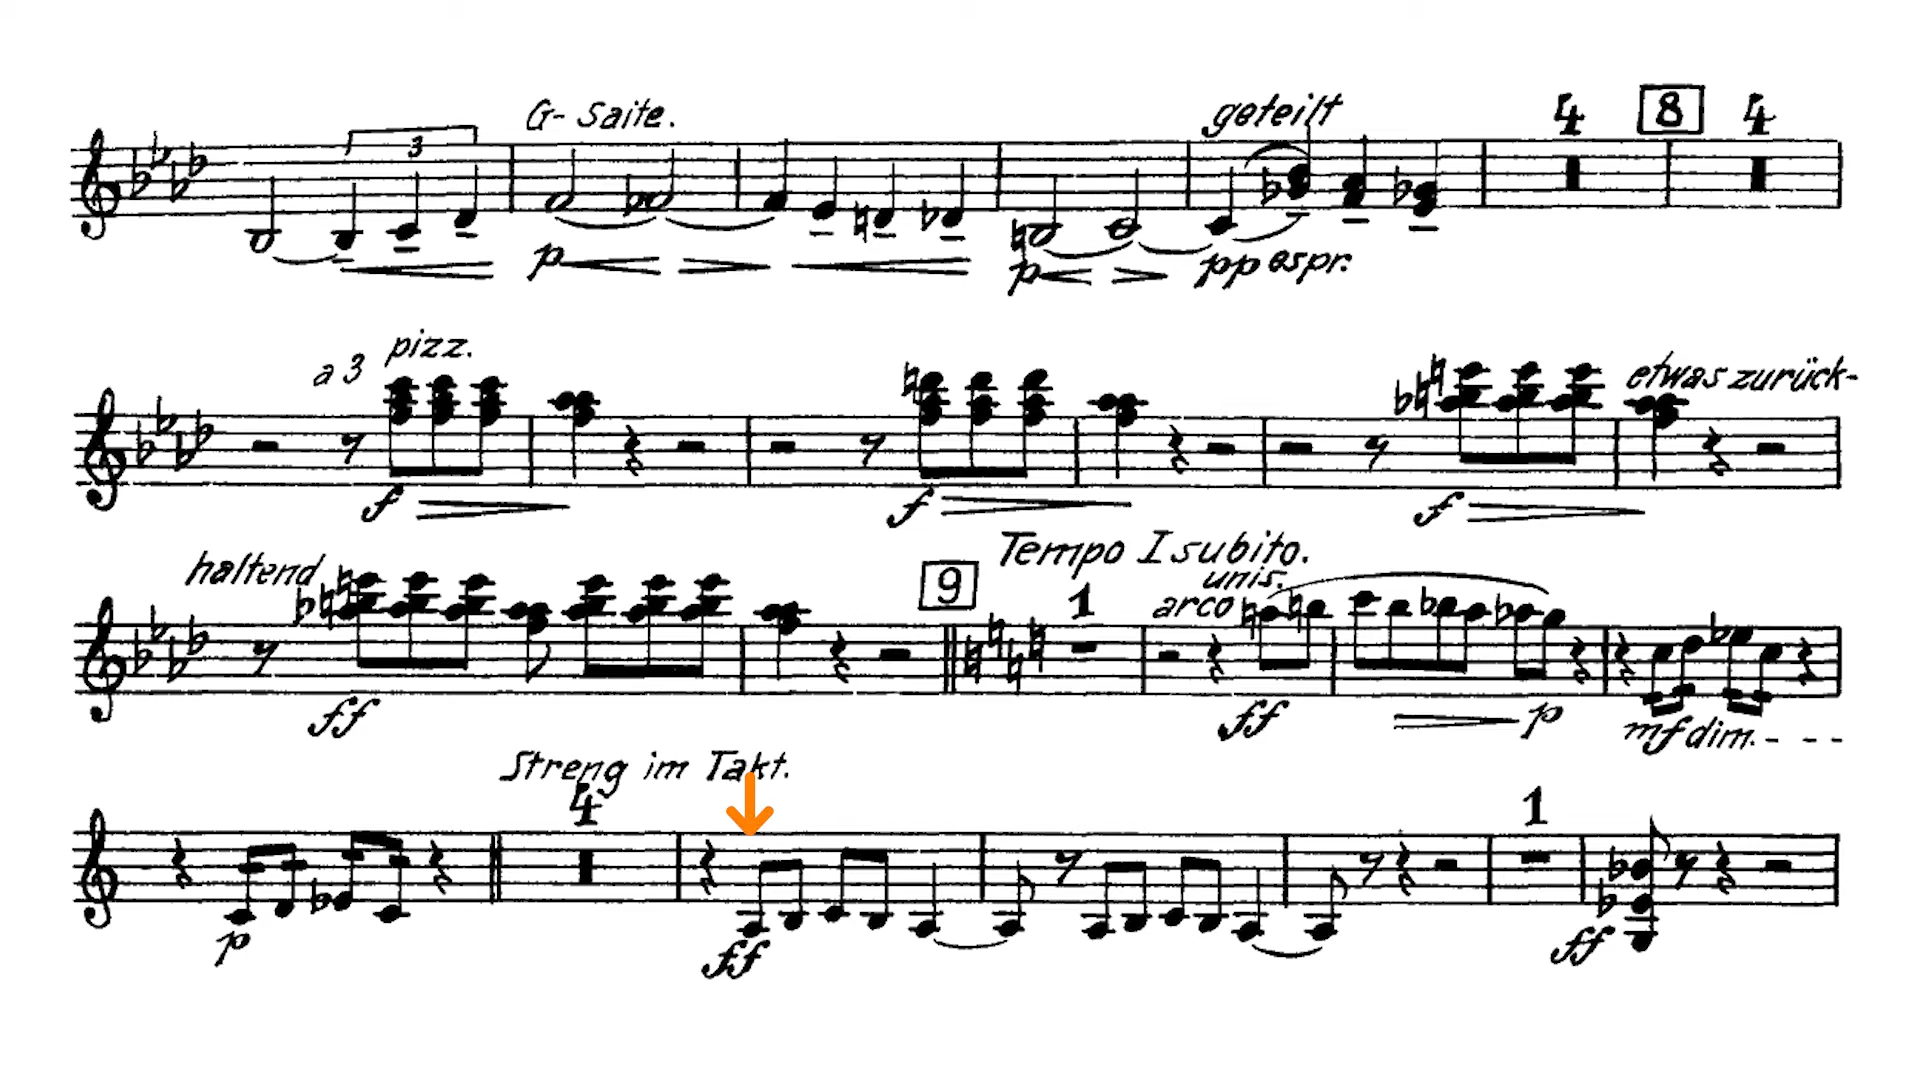 G-Saite. geteilt 4 8 4
3
p p pp espr.
a 3 pizz. etwas zurück-
f f f
haltend 9 Tempo I subito.
1 unis.
arco
ff ff p mf dim. - - - -
Streng im Takt.
4 1
p ff ff